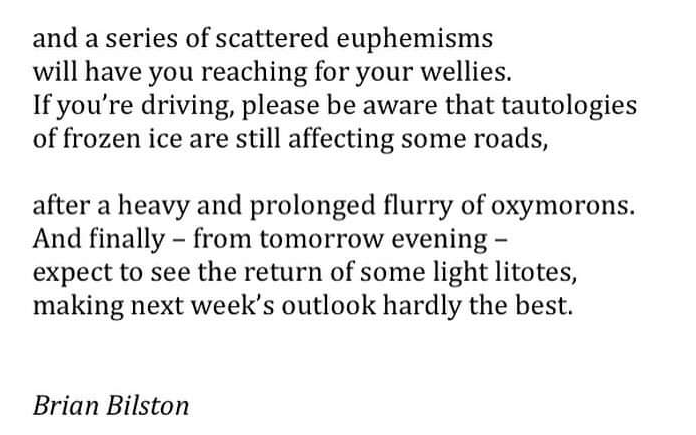 and a series of scattered euphemisms
will have you reaching for your wellies.
If you’re driving, please be aware that tautologies
of frozen ice are still affecting some roads,
after a heavy and prolonged flurry of oxymorons.
And finally – from tomorrow evening –
expect to see the return of some light litotes,
making next week’s outlook hardly the best.
Brian Bilston